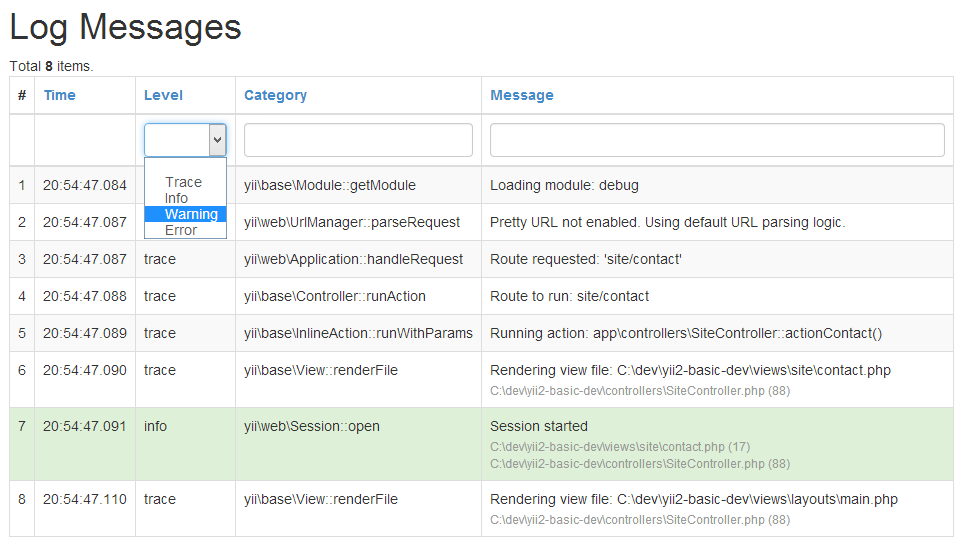 Log Messages
Total 8 items.
# Time Level Category Message
Trace
Info
Warning
Error
1 20:54:47.084 yii\base\Module::getModule Loading module: debug
2 20:54:47.087 yii\web\UrlManager::parseRequest Pretty URL not enabled. Using default URL parsing logic.
3 20:54:47.087 trace yii\web\Application::handleRequest Route requested: 'site/contact'
4 20:54:47.088 trace yii\base\Controller::runAction Route to run: site/contact
5 20:54:47.089 trace yii\base\InlineAction::runWithParams Running action: app\controllers\SiteController::actionContact()
6 20:54:47.090 trace yii\base\View::renderFile Rendering view file: C:\dev\yii2-basic-dev\views\site\contact.php
C:\dev\yii2-basic-dev\controllers\SiteController.php (88)
7 20:54:47.091 info yii\web\Session::open Session started
C:\dev\yii2-basic-dev\views\site\contact.php (17)
C:\dev\yii2-basic-dev\controllers\SiteController.php (88)
8 20:54:47.110 trace yii\base\View::renderFile Rendering view file: C:\dev\yii2-basic-dev\views\layouts\main.php
C:\dev\yii2-basic-dev\controllers\SiteController.php (88)